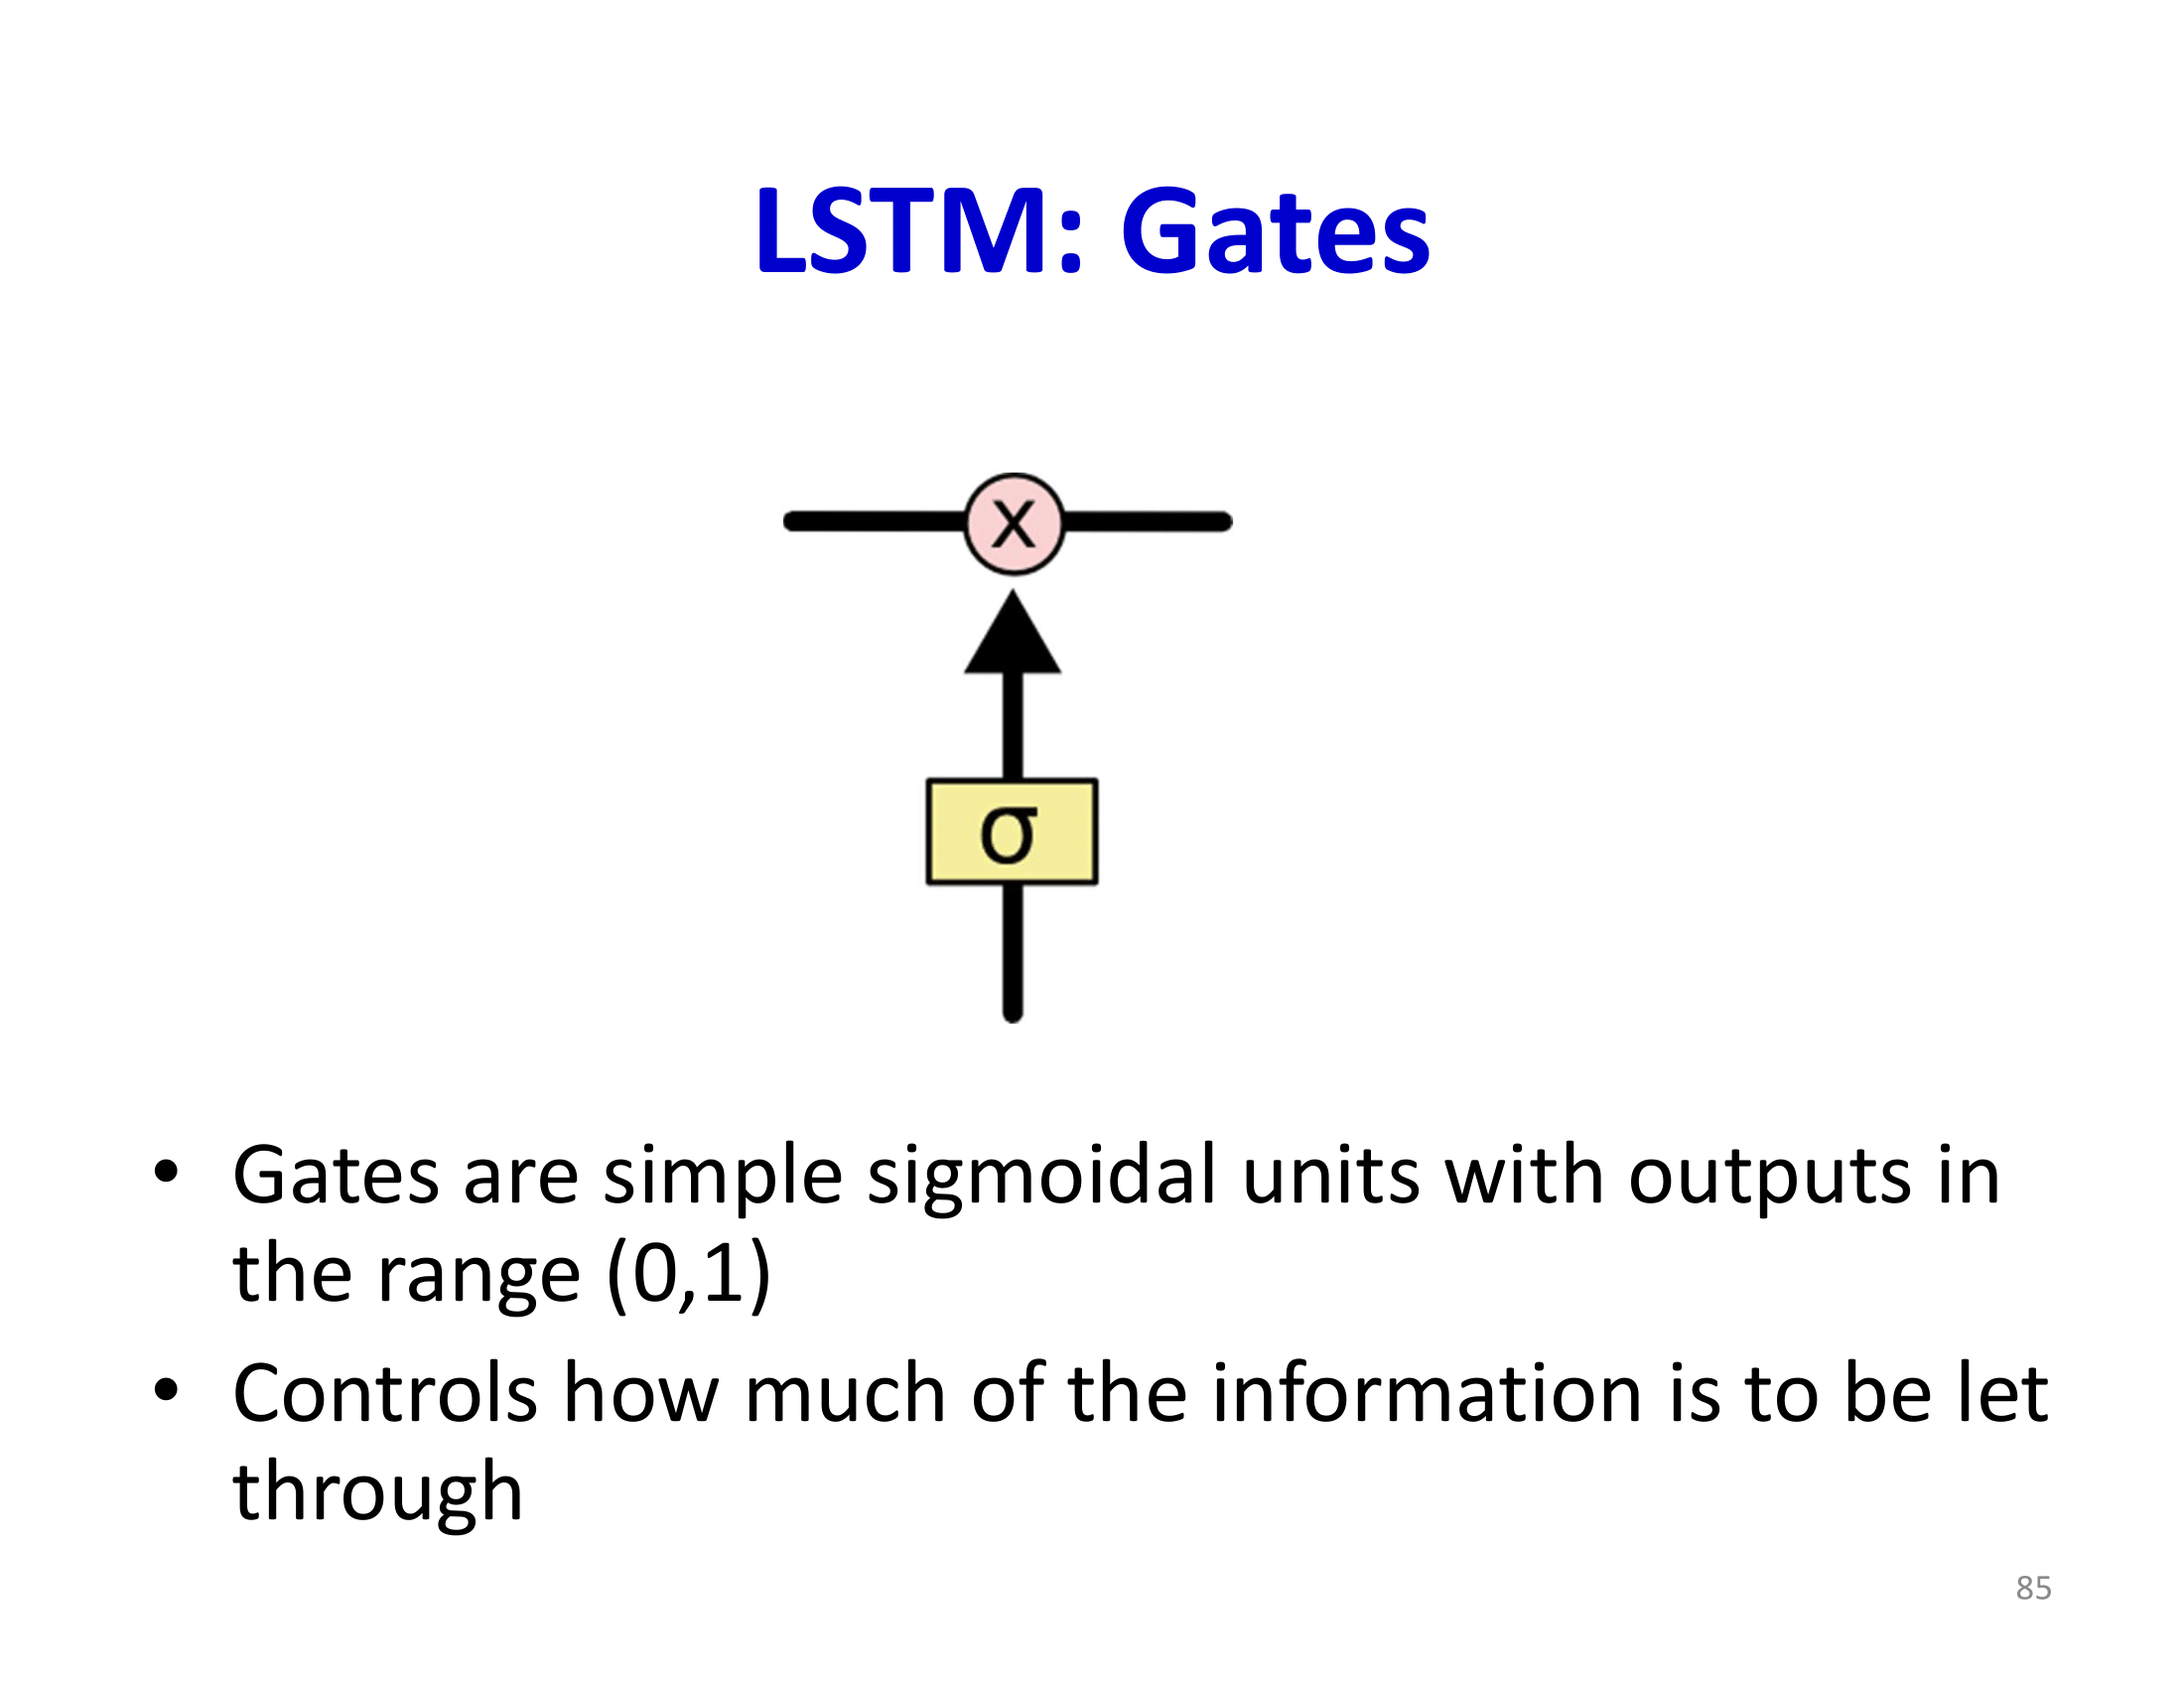 LSTM: Gates
x
σ
• Gates are simple sigmoidal units with outputs in
the range (0,1)
• Controls how much of the information is to be let
through
85